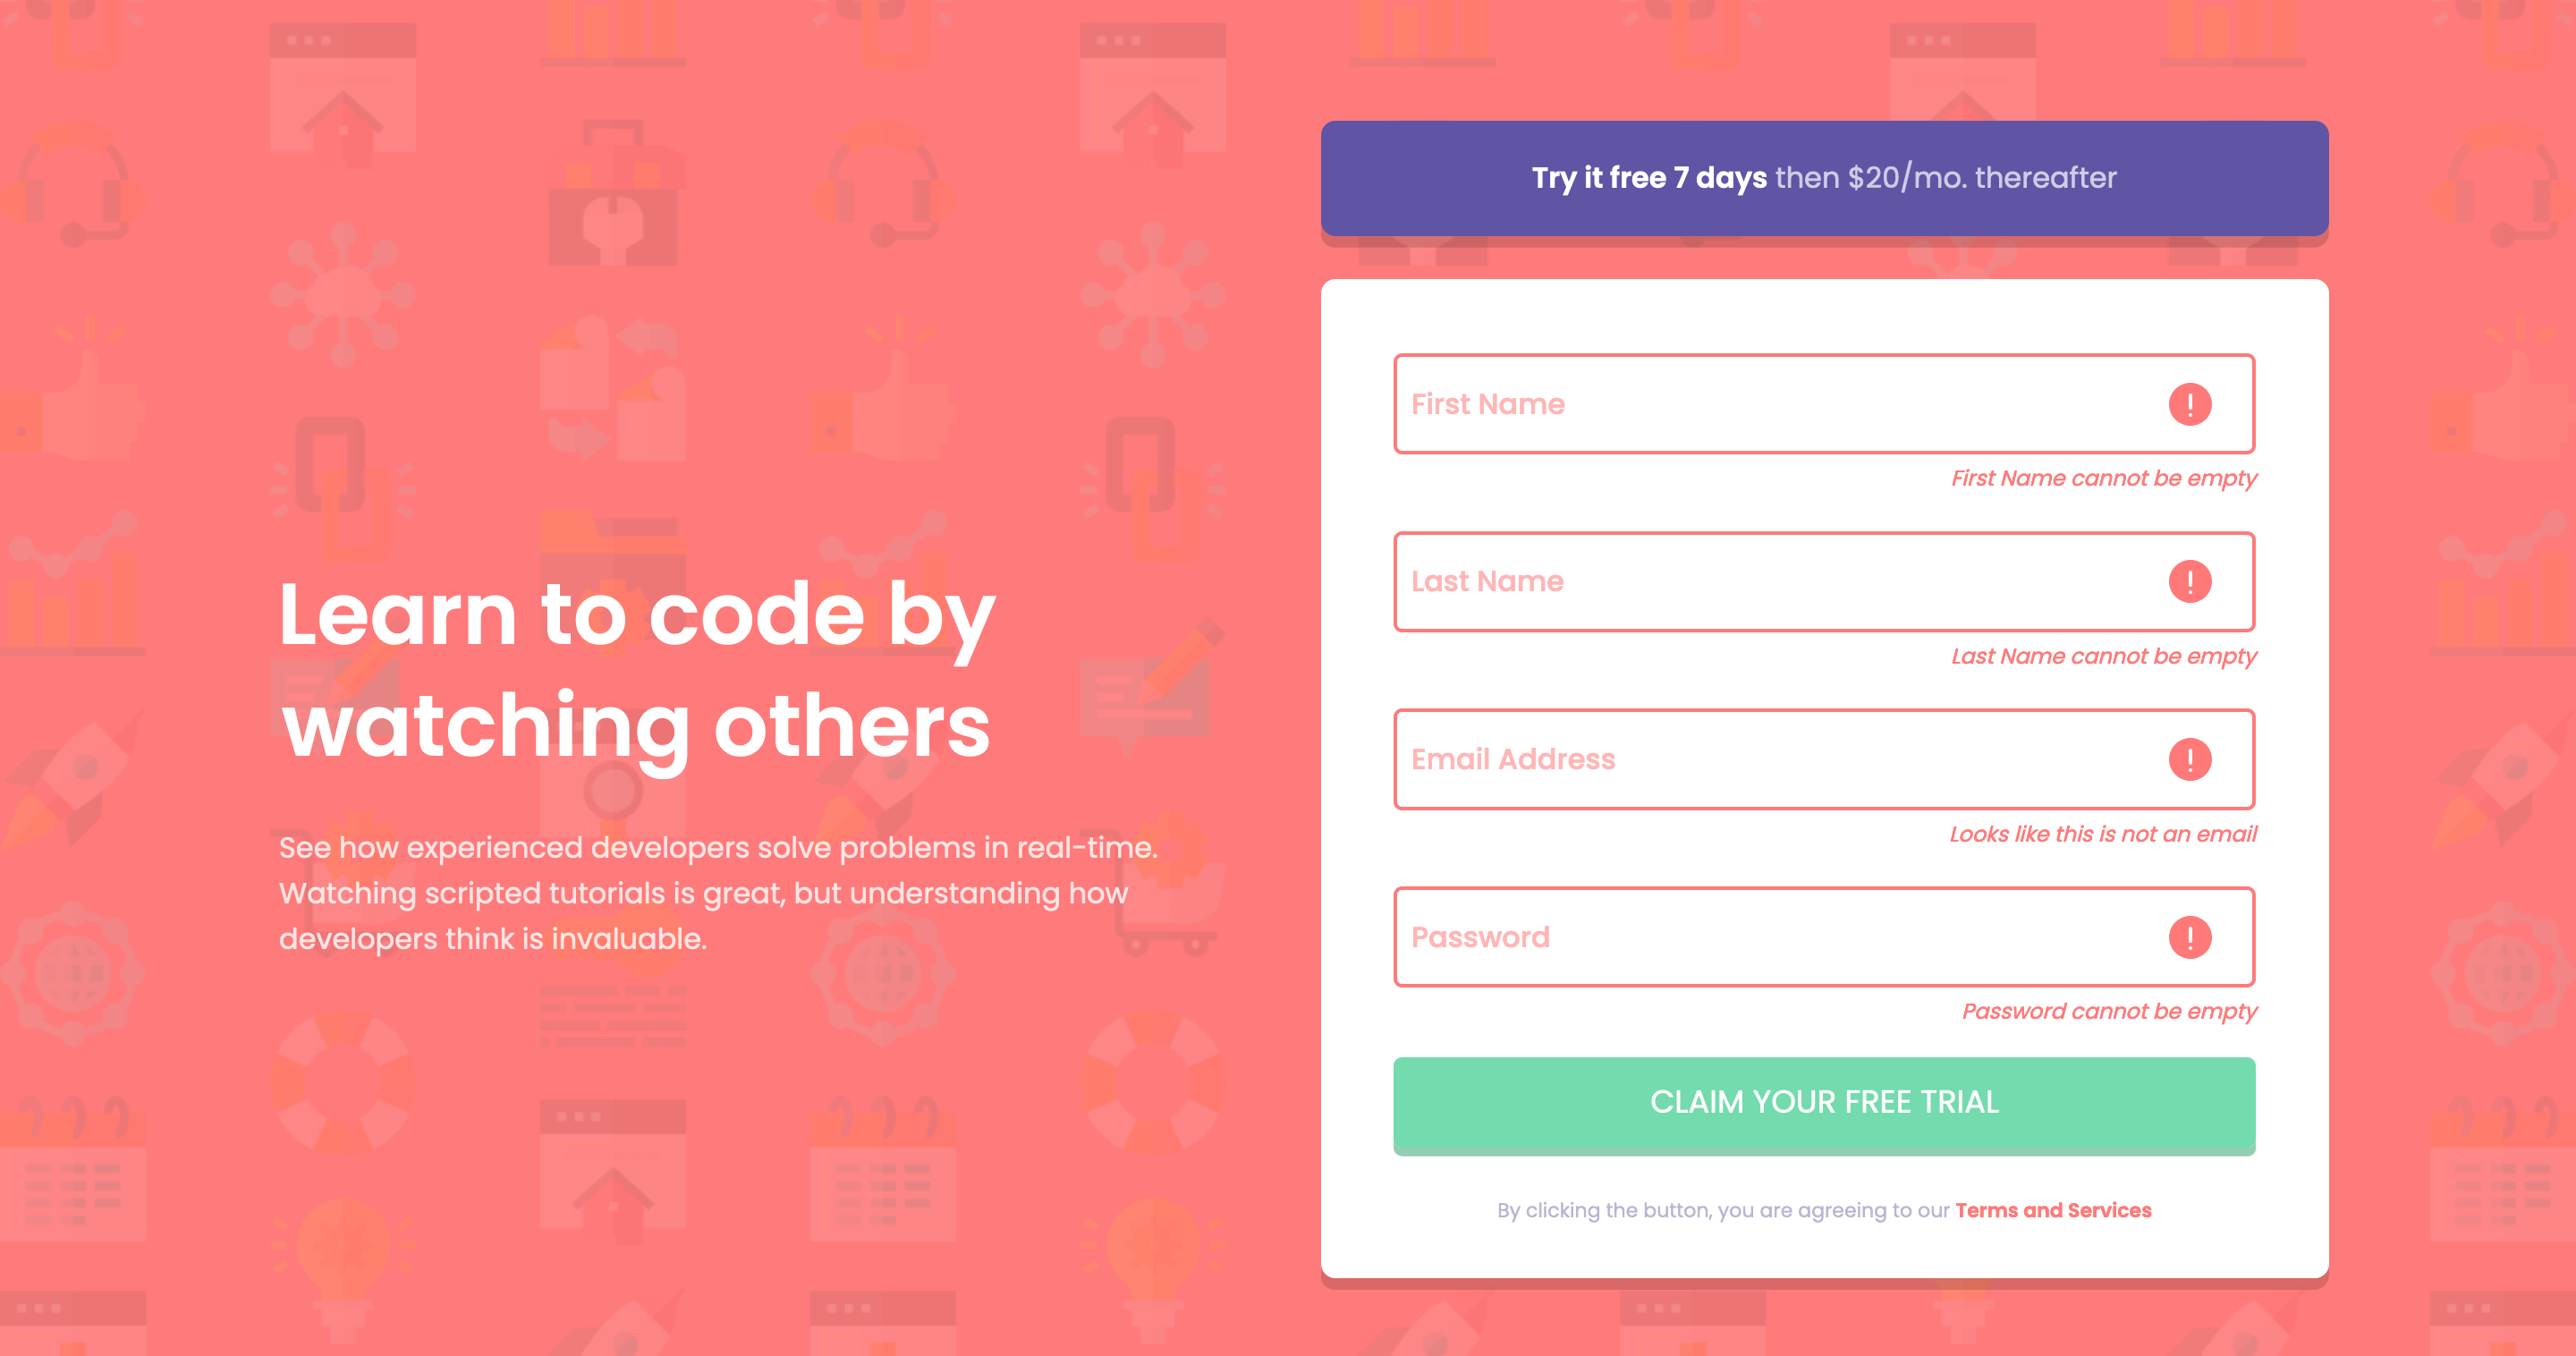 Learn to code by
watching others
See how experienced developers solve problems in real-time.
Watching scripted tutorials is great, but understanding how
developers think is invaluable.
Try it free 7 days then $20/mo. thereafter
First Name
First Name cannot be empty
Last Name
Last Name cannot be empty
Email Address
Looks like this is not an email
Password
Password cannot be empty
CLAIM YOUR FREE TRIAL
By clicking the button, you are agreeing to our Terms and Services